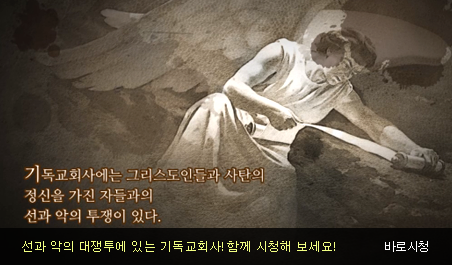 기독교회사에는 그리스도인들과 사탄의
정신을 가진 자들과의
선과 악의 투쟁이 있다.
선과 악의 대쟁투에 있는 기독교회사!함께 시청해 보세요! 바로시청